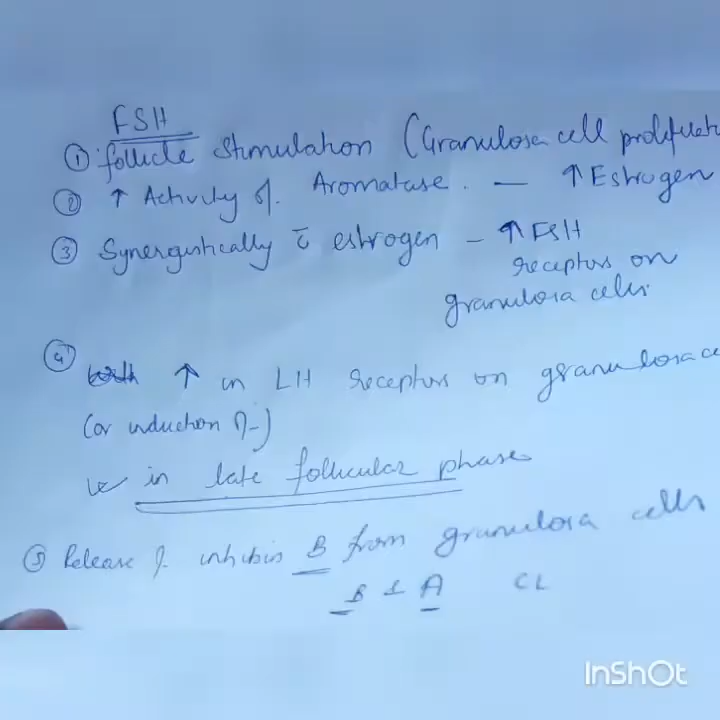 FSH
① follicle stimulation (Granulosa cell proliferat
② ↑ Activity of Aromatase. — ↑ Estrogen
③ Synergistically c̄ estrogen - ↑ FSH
receptors on
granulosa cells.
④ ↑ in LH receptors on granulosa ce
(or induction of -)
in late follicular phase
⑤ Release of inhibin B from granulosa cells
B & A CL
InShOt